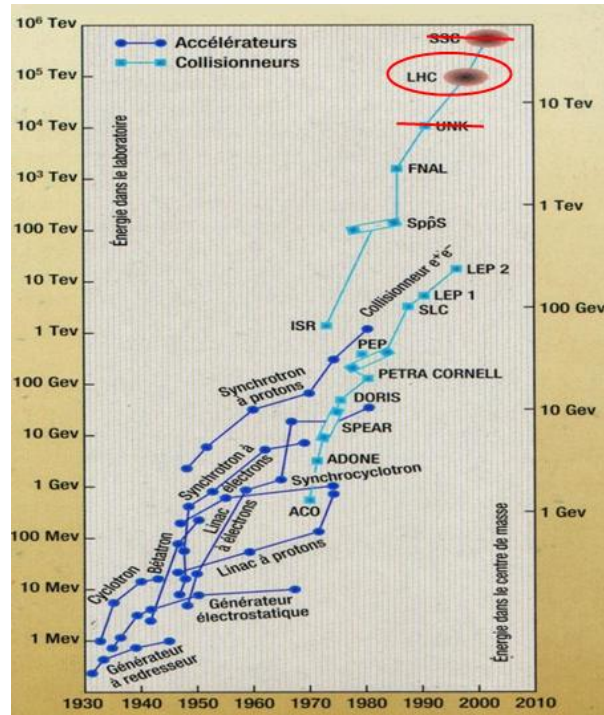 10⁶ Tev
10⁵ Tev
10⁴ Tev
10³ Tev
100 Tev
10 Tev
1 Tev
100 Gev
10 Gev
1 Gev
100 Mev
10 Mev
1 Mev
Énergie dans le laboratoire
Accélérateurs
Collisionneurs
SSC
LHC
UNK
FNAL
Spp̄S
ISR
Collisionneur e⁺e⁻
LEP 2
LEP 1
SLC
PEP
PETRA CORNELL
DORIS
SPEAR
ADONE
ACO
Synchrotron
à protons
Synchrotron à
électrons
Linac
à électrons
Synchrocyclotron
Linac à protons
Bétatron
Cyclotron
Générateur
électrostatique
Générateur
à redresseur
10 Tev
1 Tev
100 Gev
10 Gev
1 Gev
Énergie dans le centre de masse
1930
1940
1950
1960
1970
1980
1990
2000
2010